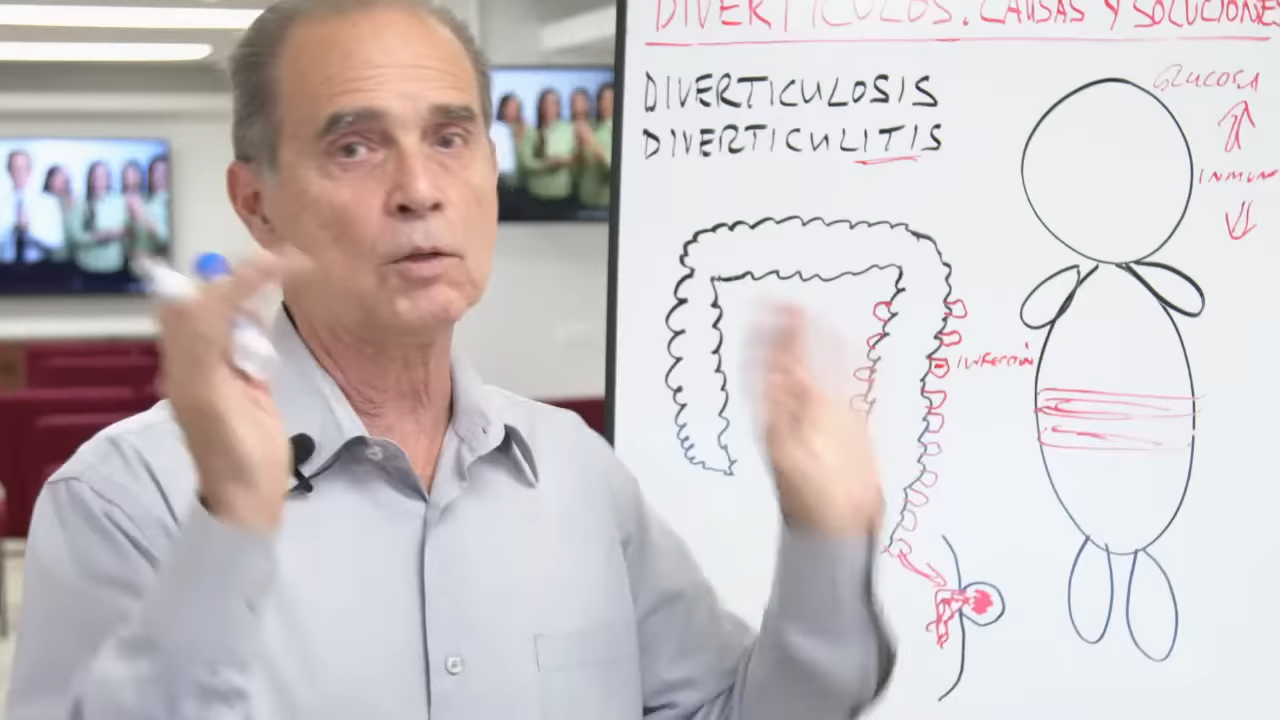 DIVERTICULOS. CAUSAS Y SOLUCIONES
DIVERTICULOSIS
DIVERTICULITIS
GLUCOSA
INMUN
INFECCIÓN